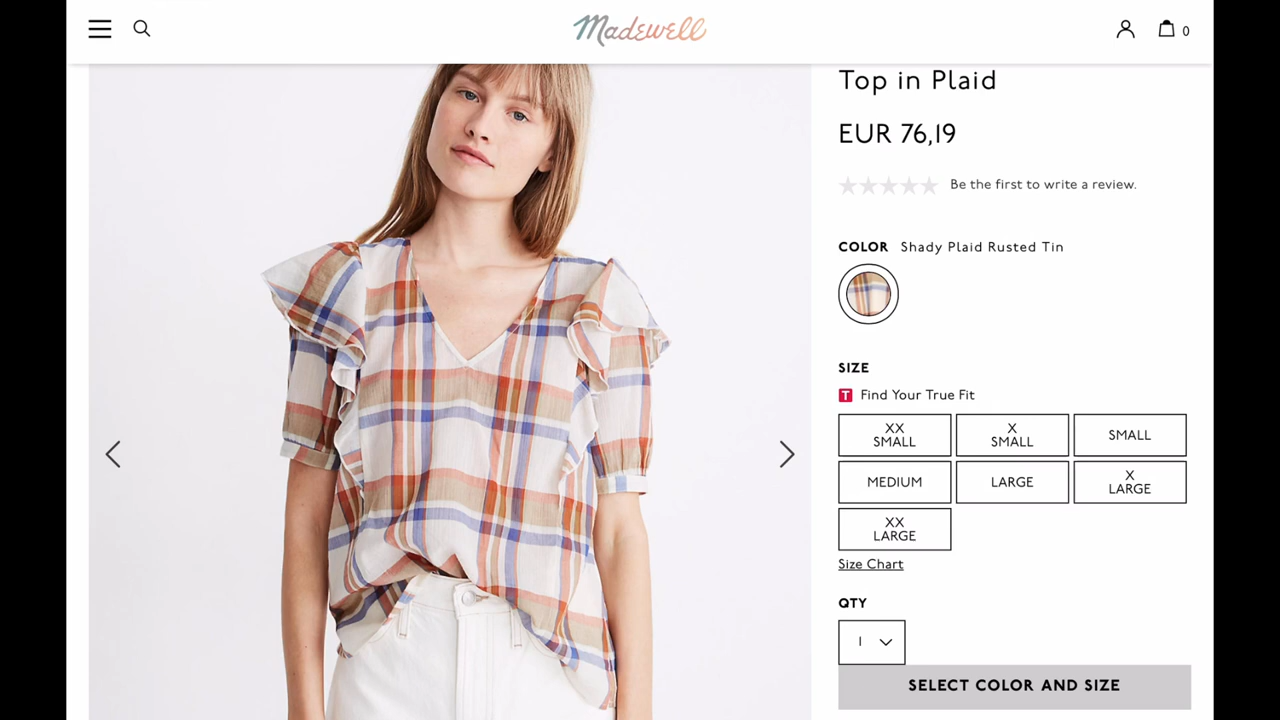 Madewell
0
Top in Plaid
EUR 76,19
Be the first to write a review.
COLOR Shady Plaid Rusted Tin
SIZE
T Find Your True Fit
XX
SMALL
X
SMALL
SMALL
MEDIUM
LARGE
X
LARGE
XX
LARGE
Size Chart
QTY
1
SELECT COLOR AND SIZE